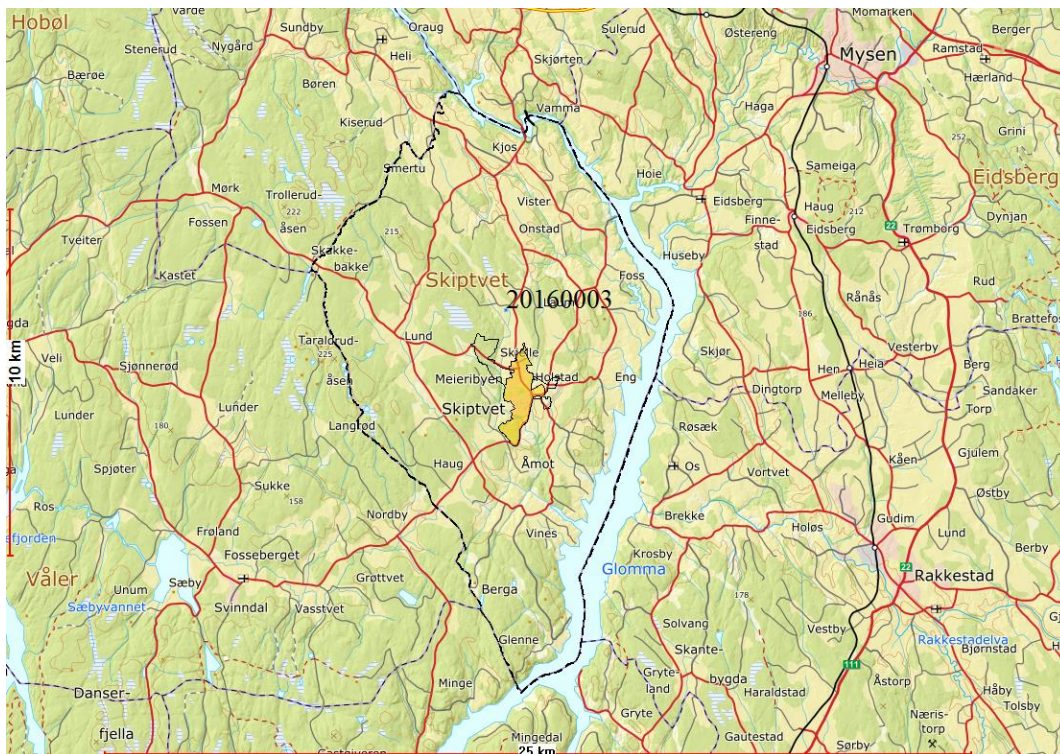 Varde
Oraug
Hobøl
Sundby
Sulerud
Østereng
Momarken
Berger
Nygård
Stenerud
Heli
Skjørten
Mysen
Ramstad
Bærøe
Børen
Hærland
Vamma
Haga
Kiserud
252
Grini
Kjos
Smertu
Sameiga
Hoie
Eidsberg
Mørk
Trollerud-
åsen
222
Vister
Eidsberg
Haug
Eidsberg
212
Dynjan
Fossen
215
Onstad
Finne-
stad
22
Trømborg
Tveiter
Skakke-
bakke
Huseby
Kastet
Skiptvet
Foss
Rud
20160003
Rånås
Brattefoss
186
Lund
Vesterby
Veli
Taraldrud-
åsen
225
10 km
Sjønnerød
Skjør
Berg
Heia
Hen
Meieribyen
Holstad
Eng
Dingtorp
Melleby
Sandaker
Lunder
Lunder
Skiptvet
Torp
180
Langrød
Røsæk
Gjulem
Haug
Åmot
Os
Kåen
Spjøter
Vortvet
Sukke
158
Østby
Ros
Nordby
Brekke
Gudim
Holøs
Frøland
Vines
Lund
Fosseberget
Krosby
Berby
Våler
Glomma
22
Grøttvet
Rakkestad
Unum
Sæby
Berga
178
Sæbyvannet
Svinndal
Vasstvet
Solvang
Vestby
Rakkestadelva
Glenne
Skante-
bygda
Bjørnstad
111
Gryte-
land
Minge
Åstorp
Danser-
fjella
Haraldstad
Håby
Gryte
Tolsby
Næris-
torp
Mingedal
Gautestad
Sørby
25 km